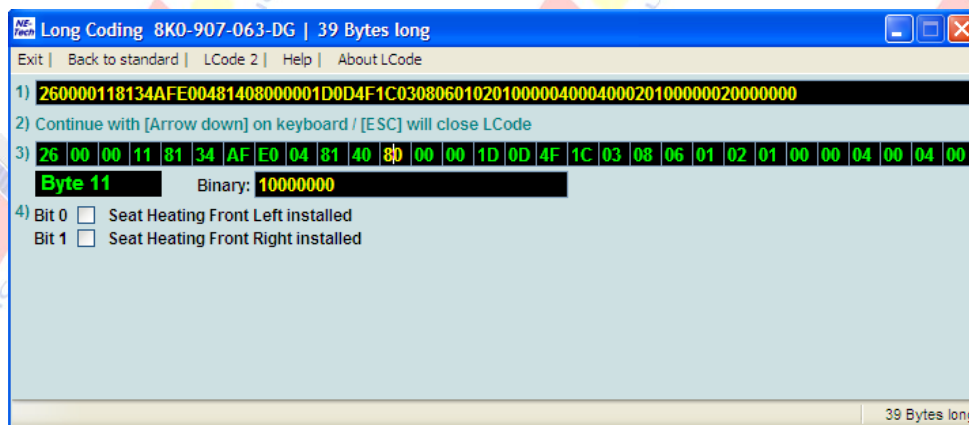 NE-Tech Long Coding 8K0-907-063-DG | 39 Bytes long
Exit | Back to standard | LCode 2 | Help | About LCode
1) 260000118134AFE00481408000001D0D4F1C030806010201000004000400020100000020000000
2) Continue with [Arrow down] on keyboard / [ESC] will close LCode
3) 26 00 00 11 81 34 AF E0 04 81 40 80 00 00 1D 0D 4F 1C 03 08 06 01 02 01 00 00 04 00 04 00
Byte 11 Binary: 10000000
4) Bit 0 Seat Heating Front Left installed
Bit 1 Seat Heating Front Right installed
39 Bytes long